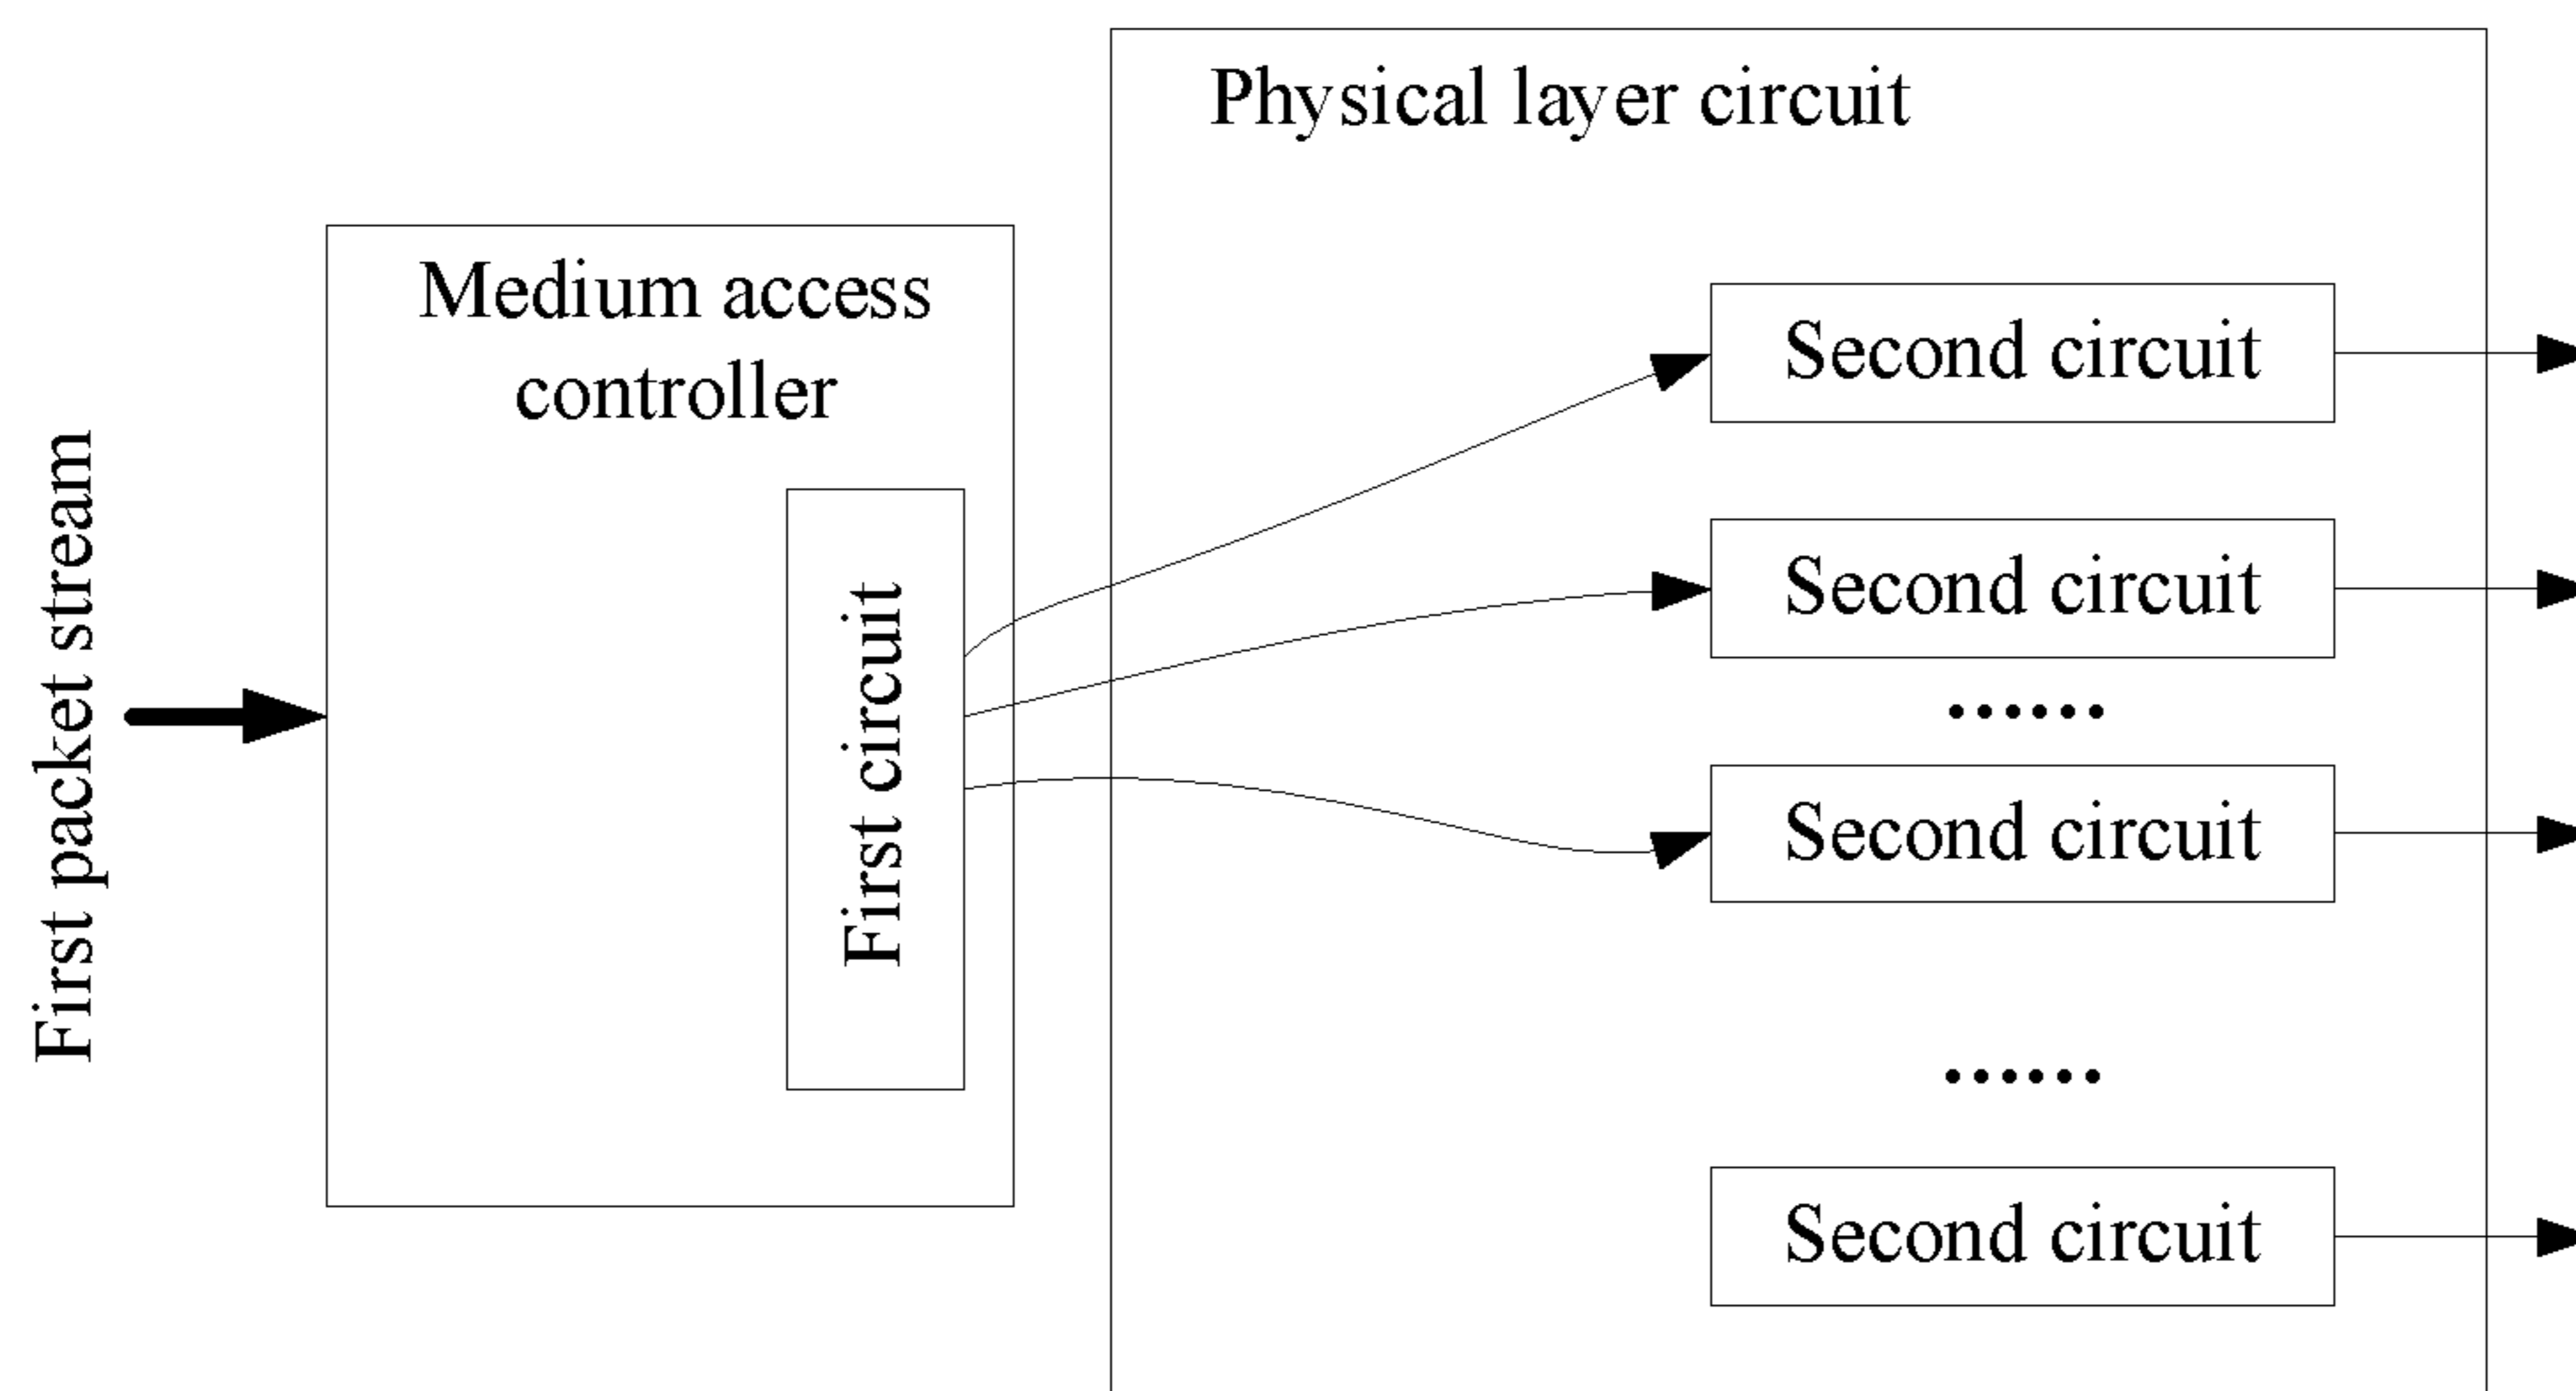 Physical layer circuit
Medium access
controller
First packet stream
First circuit
Second circuit
Second circuit
......
Second circuit
......
Second circuit